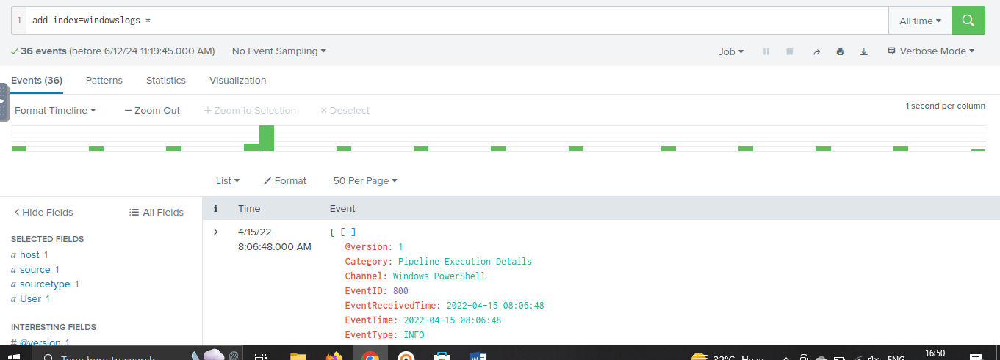 1 add index=windowslogs * All time
36 events (before 6/12/24 11:19:45.000 AM) No Event Sampling Job Verbose Mode
Events (36) Patterns Statistics Visualization
Format Timeline — Zoom Out + Zoom to Selection × Deselect 1 second per column
List Format 50 Per Page
< Hide Fields All Fields i Time Event
SELECTED FIELDS
a host 1
a source 1
a sourcetype 1
a User 1
INTERESTING FIELDS
# @version 1
> 4/15/22 { [-]
8:06:48.000 AM @version: 1
Category: Pipeline Execution Details
Channel: Windows PowerShell
EventID: 800
EventReceivedTime: 2022-04-15 08:06:48
EventTime: 2022-04-15 08:06:48
EventType: INFO
Type here to search 32°C Haze ENG 16:50